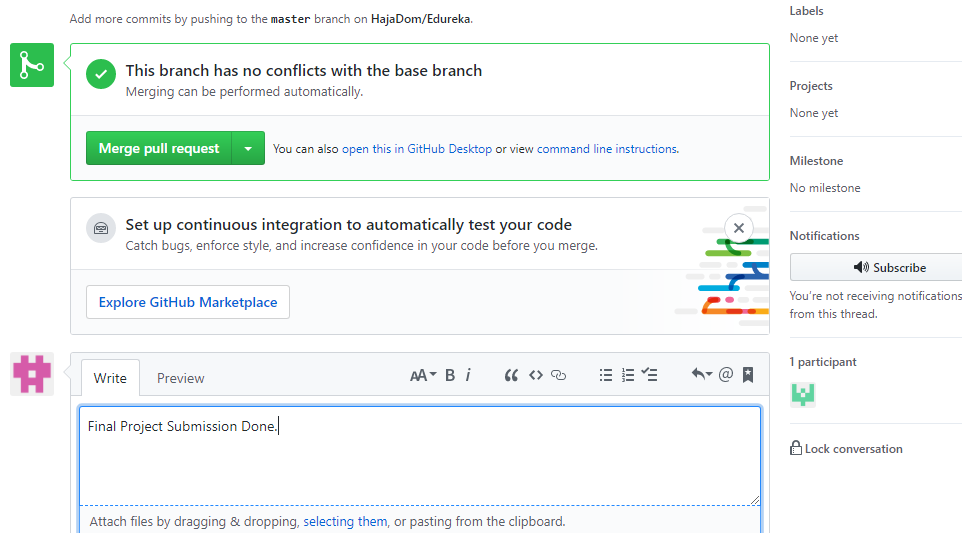 Add more commits by pushing to the master branch on HajaDom/Edureka.
This branch has no conflicts with the base branch
Merging can be performed automatically.
Merge pull request
You can also open this in GitHub Desktop or view command line instructions.
Set up continuous integration to automatically test your code
Catch bugs, enforce style, and increase confidence in your code before you merge.
Explore GitHub Marketplace
Write Preview AA B i @
Final Project Submission Done.
Attach files by dragging & dropping, selecting them, or pasting from the clipboard.
Labels
None yet
Projects
None yet
Milestone
No milestone
Notifications
Subscribe
You're not receiving notifications
from this thread.
1 participant
Lock conversation